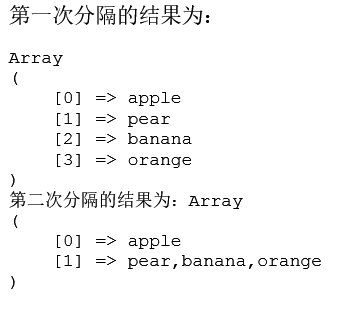 第一次分隔的结果为：
Array
(
    [0] => apple
    [1] => pear
    [2] => banana
    [3] => orange
)
第二次分隔的结果为：Array
(
    [0] => apple
    [1] => pear,banana,orange
)